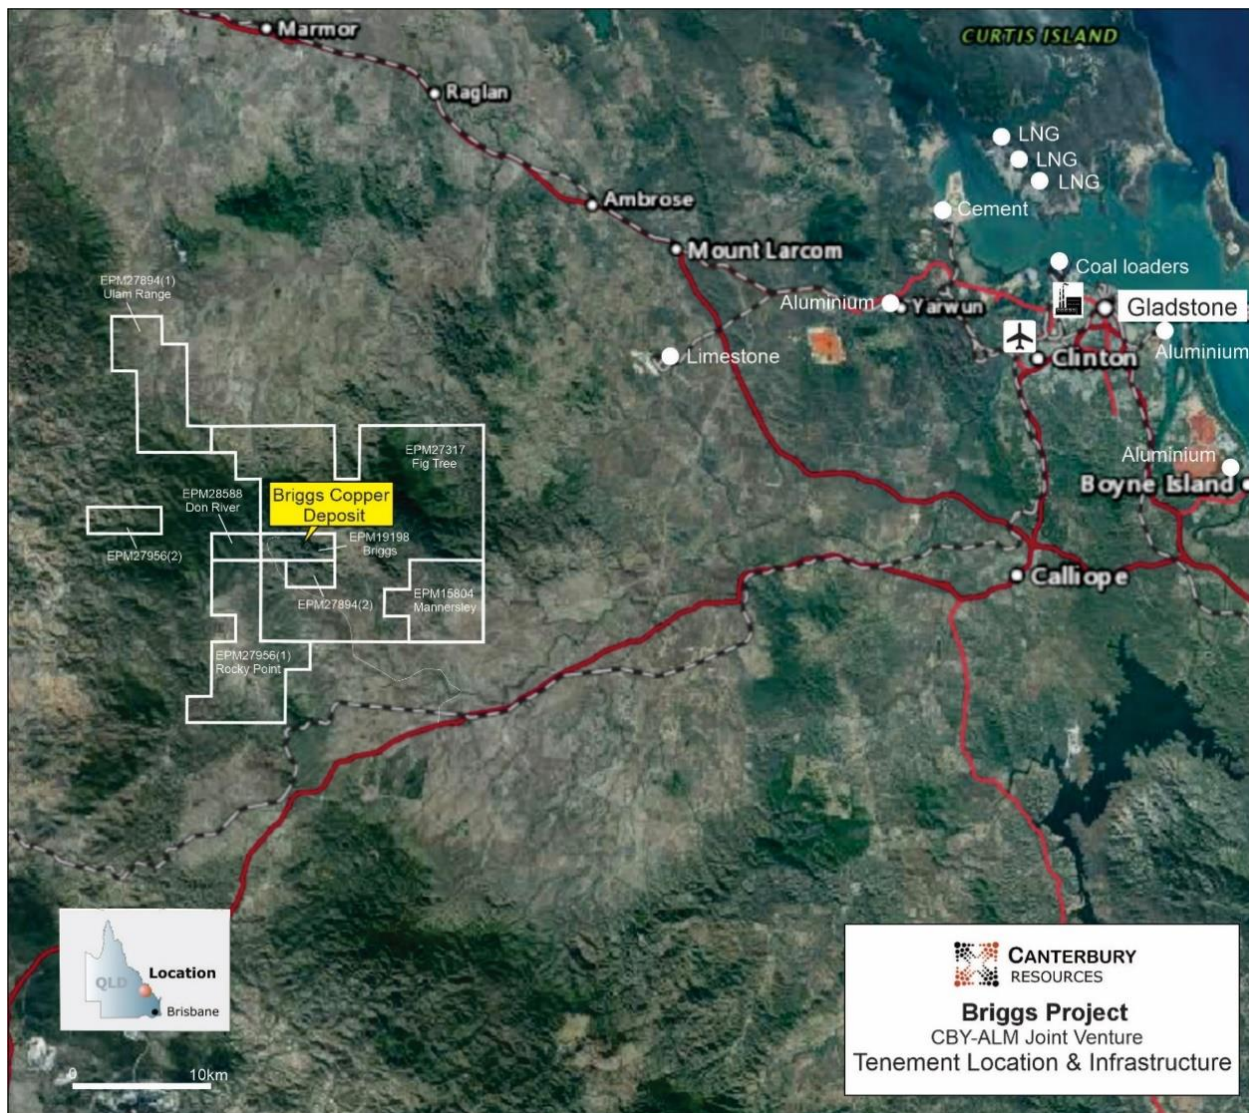 Marmor
CURTIS ISLAND
Raglan
LNG
LNG
LNG
Ambrose
Cement
Mount Larcom
Coal loaders
EPM27894(1)
Ulam Range
Aluminium
Yarwun
Gladstone
Limestone
Clinton
Aluminium
EPM27317
Fig Tree
Aluminium
Boyne Island
EPM28588
Don River
Briggs Copper
Deposit
EPM19198
Briggs
EPM27956(2)
Calliope
EPM27894(2)
EPM15804
Mannersley
EPM27956(1)
Rocky Point
QLD
Location
Brisbane
0 10km
CANTERBURY
RESOURCES
Briggs Project
CBY-ALM Joint Venture
Tenement Location & Infrastructure